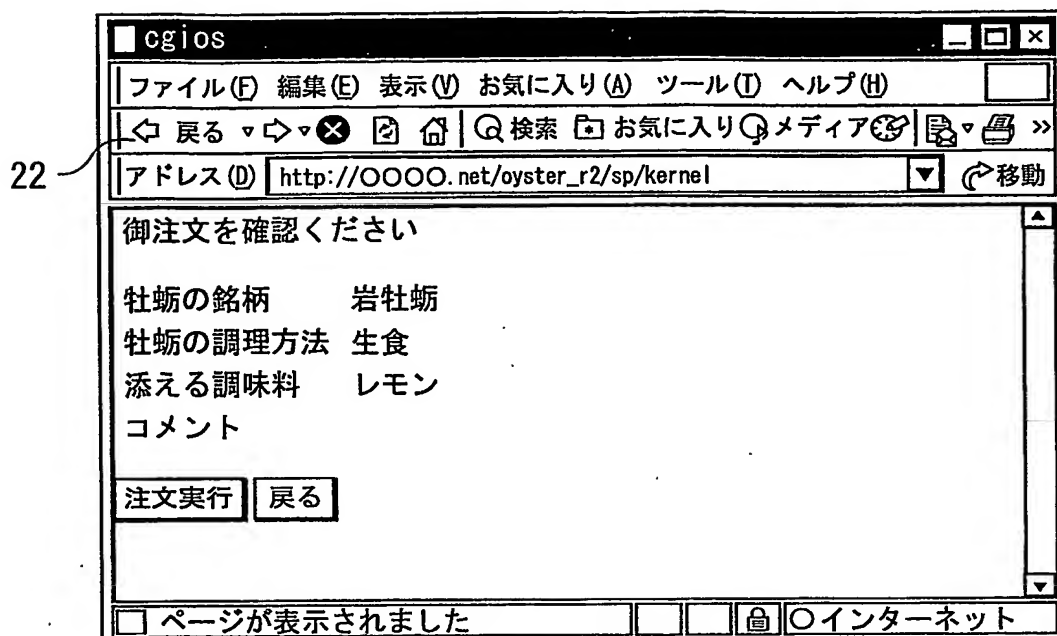 cgios
ファイル(F) 編集(E) 表示(V) お気に入り(A) ツール(T) ヘルプ(H)
戻る 検索 お気に入り メディア »
22
アドレス(D) http://○○○○.net/oyster_r2/sp/kernel 移動
御注文を確認ください
牡蛎の銘柄 岩牡蛎
牡蛎の調理方法 生食
添える調味料 レモン
コメント
注文実行 戻る
ページが表示されました インターネット